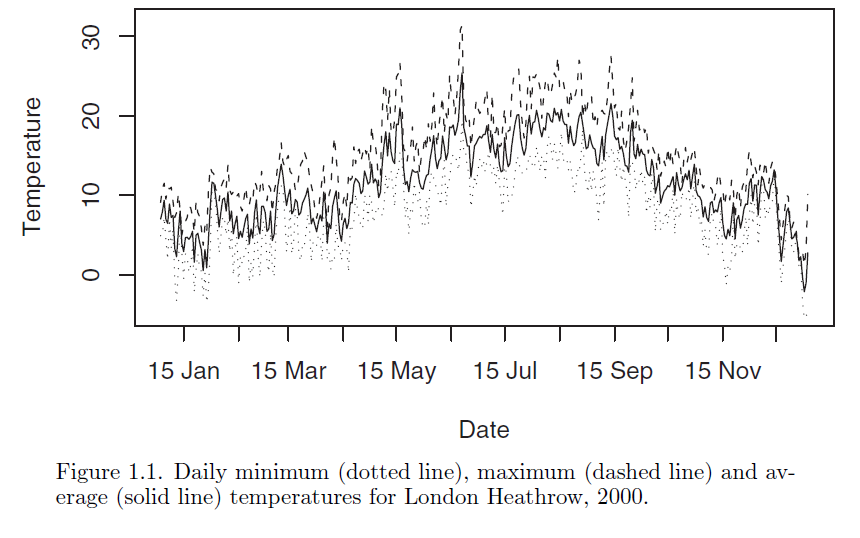 30
20
10
0
Temperature
15 Jan 15 Mar 15 May 15 Jul 15 Sep 15 Nov
Date
Figure 1.1. Daily minimum (dotted line), maximum (dashed line) and av-
erage (solid line) temperatures for London Heathrow, 2000.